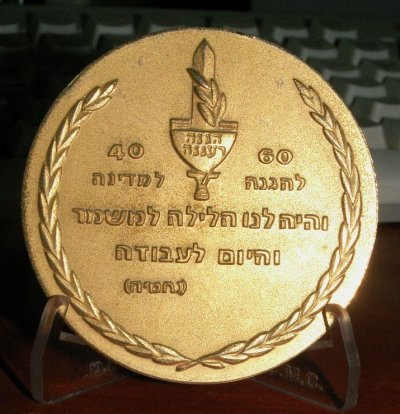 הגנה
רעננה
60 40
להגנה למדינה
והיה לנו הלילה למשמר
והיום לעבודה
(נחמיה)